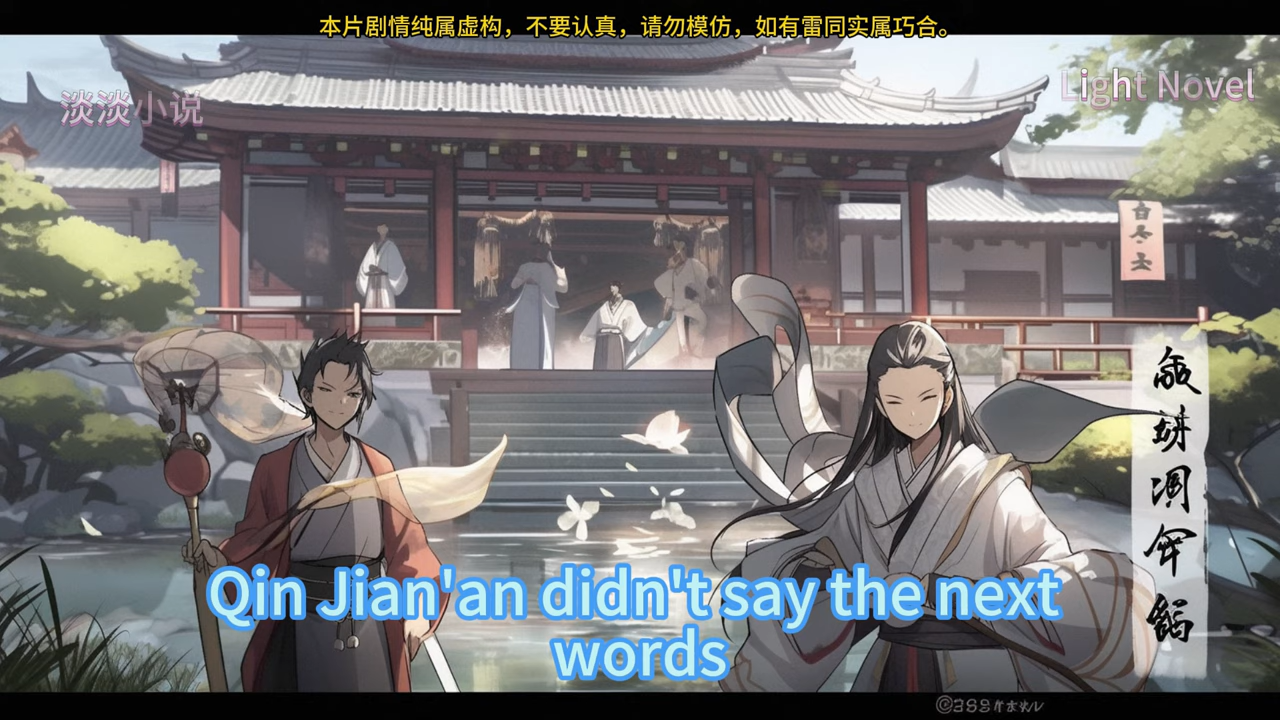 本片剧情纯属虚构，不要认真，请勿模仿，如有雷同实属巧合。
淡淡小说
Light Novel
Qin Jian'an didn't say the next
words